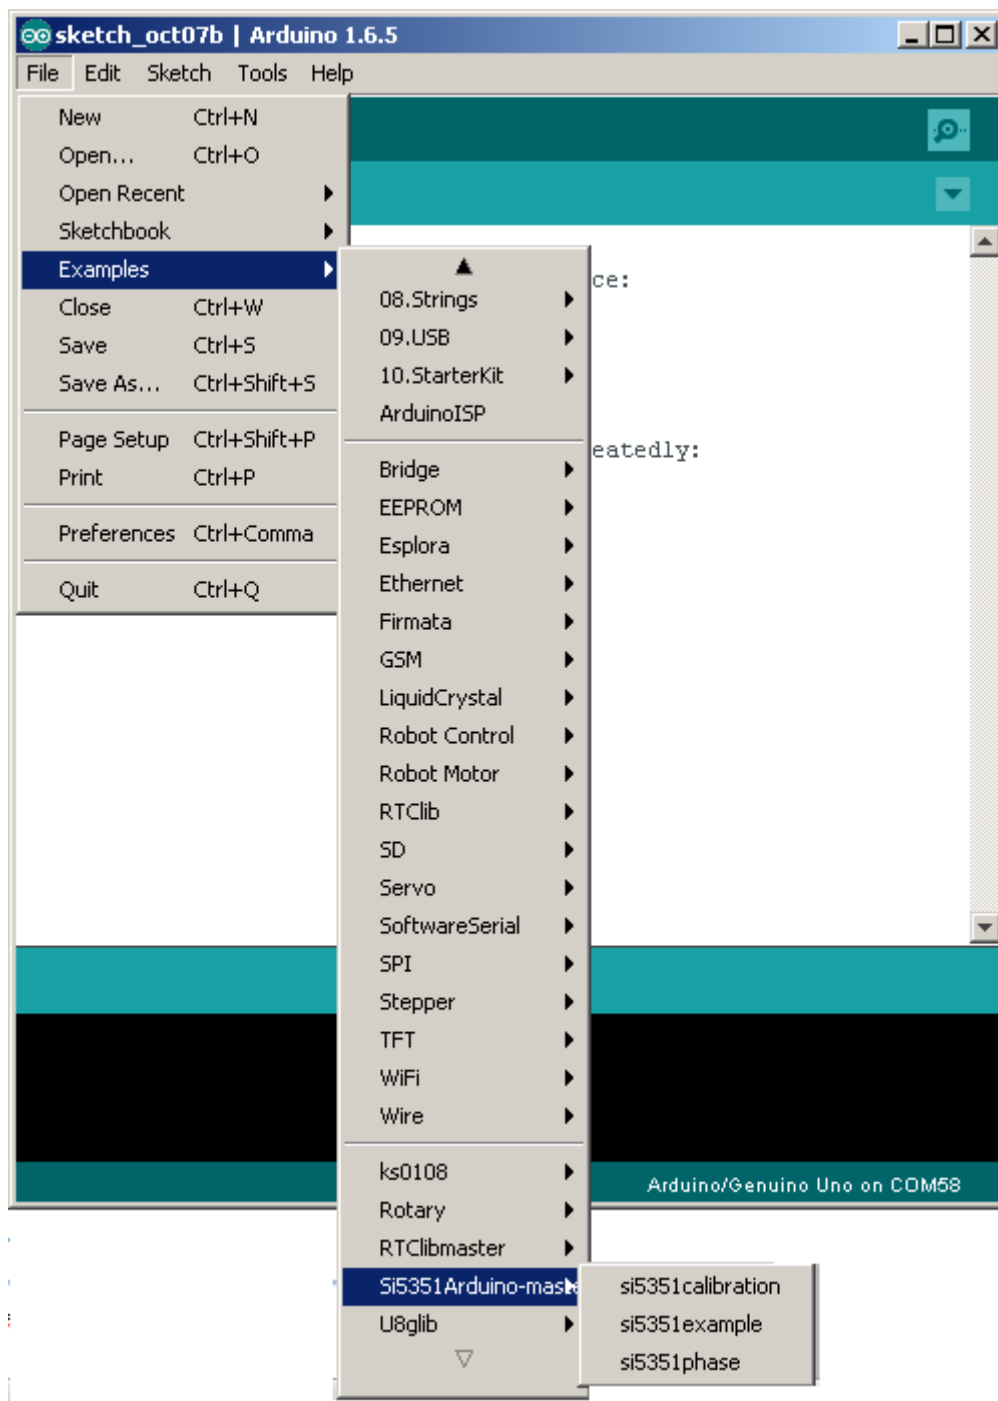 sketch_oct07b | Arduino 1.6.5
File Edit Sketch Tools Help
New Ctrl+N
Open... Ctrl+O
Open Recent
Sketchbook
Examples
Close Ctrl+W
Save Ctrl+S
Save As... Ctrl+Shift+S
Page Setup Ctrl+Shift+P
Print Ctrl+P
Preferences Ctrl+Comma
Quit Ctrl+Q
ce:
eatedly:
08.Strings
09.USB
10.StarterKit
ArduinoISP
Bridge
EEPROM
Esplora
Ethernet
Firmata
GSM
LiquidCrystal
Robot Control
Robot Motor
RTClib
SD
Servo
SoftwareSerial
SPI
Stepper
TFT
WiFi
Wire
ks0108
Rotary
RTClibmaster
Si5351Arduino-maste
U8glib
si5351calibration
si5351example
si5351phase
Arduino/Genuino Uno on COM58